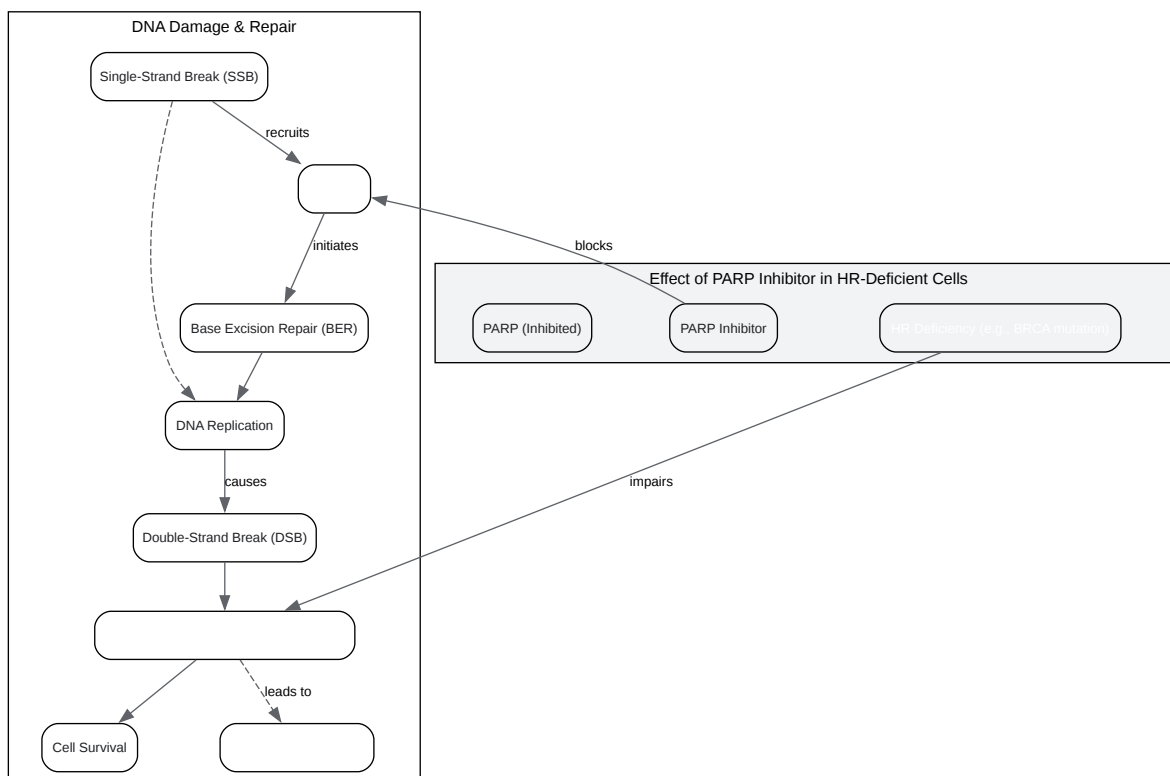 DNA Damage & Repair
Single-Strand Break (SSB)
recruits
initiates
blocks
Effect of PARP Inhibitor in HR-Deficient Cells
PARP (Inhibited)
PARP Inhibitor
HR Deficiency (e.g., BRCA mutation)
Base Excision Repair (BER)
DNA Replication
causes
impairs
Double-Strand Break (DSB)
leads to
Cell Survival